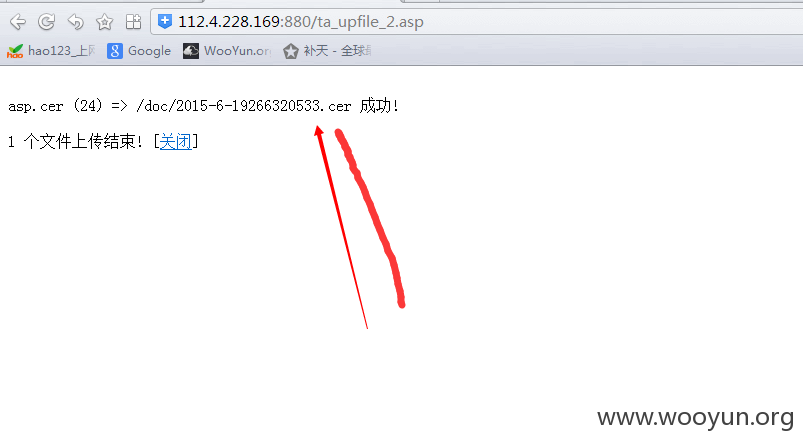 112.4.228.169:880/ta_upfile_2.asp
hao123_上网 Google WooYun.org 补天 - 全球
asp.cer (24) => /doc/2015-6-19266320533.cer 成功!
1 个文件上传结束! [关闭]
www.wooyun.org